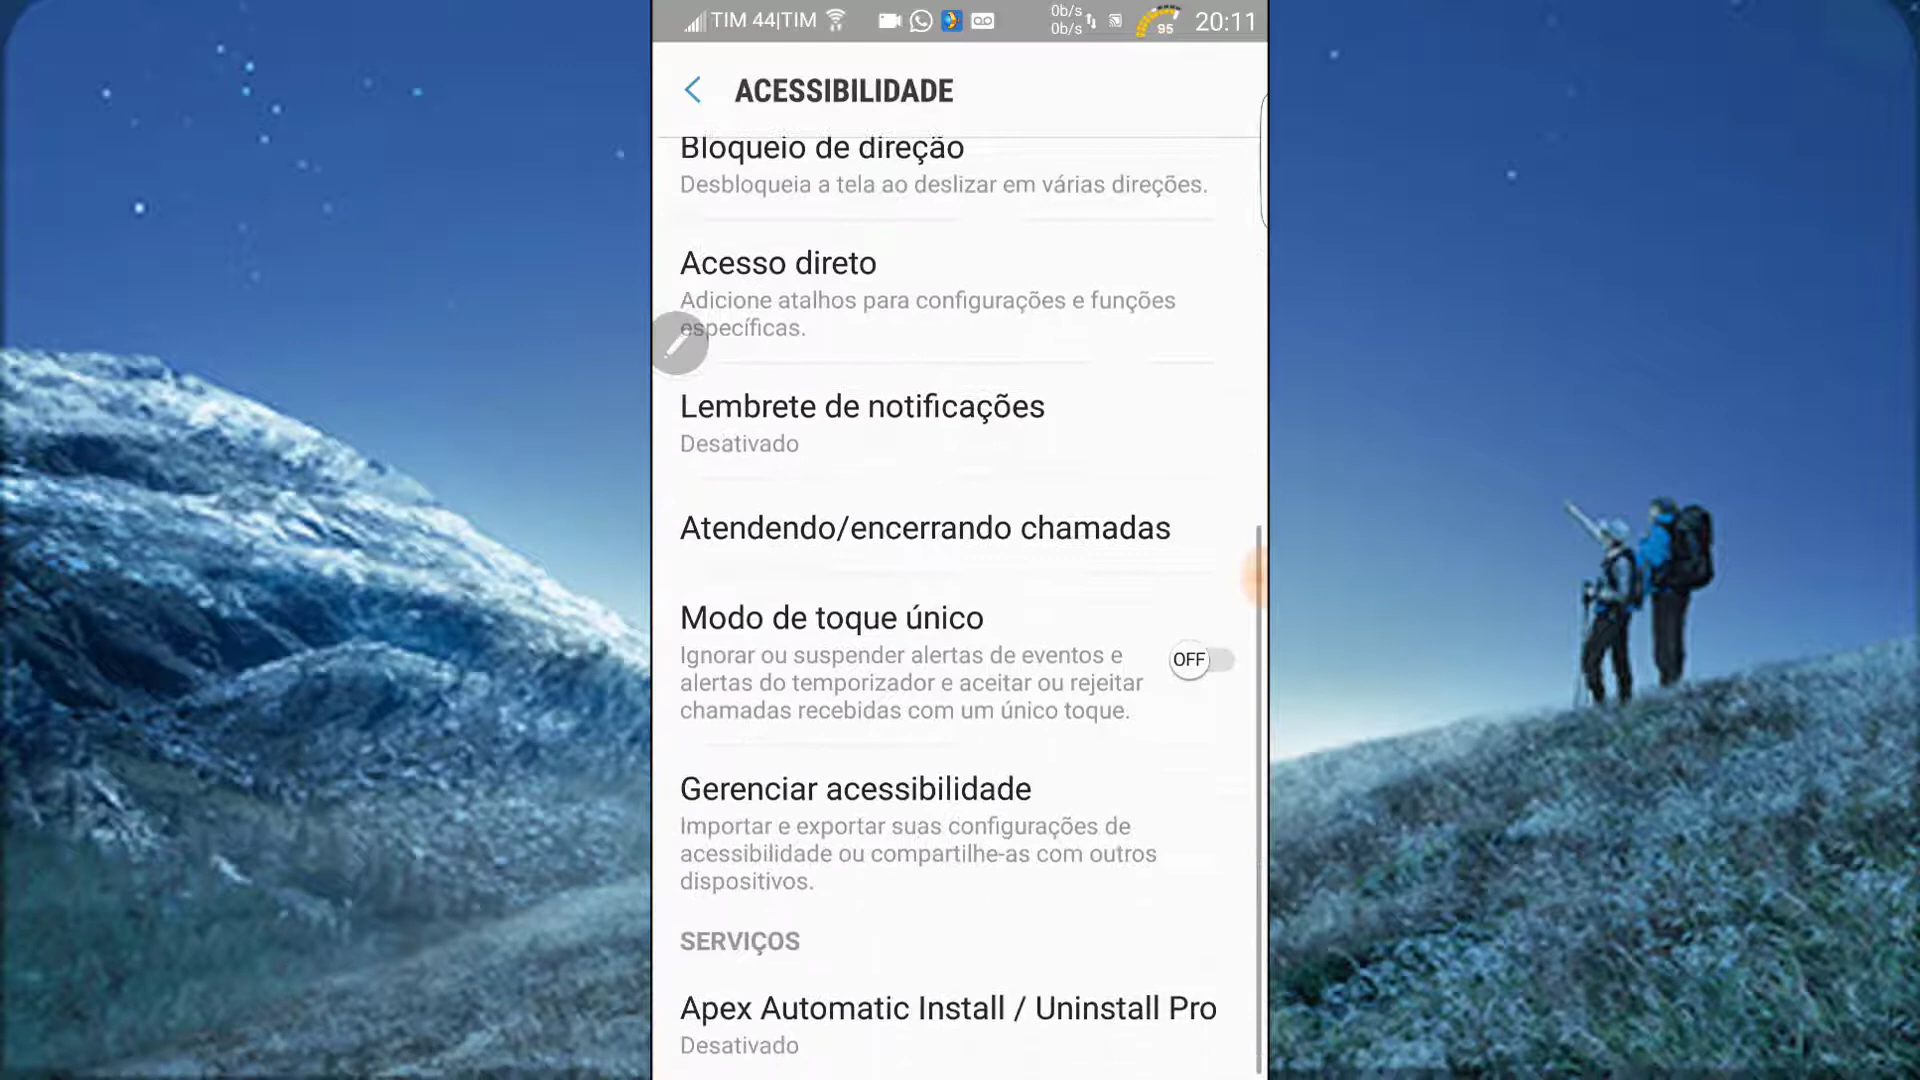 TIM 44|TIM 0b/s 0b/s 95 20:11
ACESSIBILIDADE
Bloqueio de direção
Desbloqueia a tela ao deslizar em várias direções.
Acesso direto
Adicione atalhos para configurações e funções
específicas.
Lembrete de notificações
Desativado
Atendendo/encerrando chamadas
Modo de toque único
Ignorar ou suspender alertas de eventos e
alertas do temporizador e aceitar ou rejeitar
chamadas recebidas com um único toque.
OFF
Gerenciar acessibilidade
Importar e exportar suas configurações de
acessibilidade ou compartilhe-as com outros
dispositivos.
SERVIÇOS
Apex Automatic Install / Uninstall Pro
Desativado